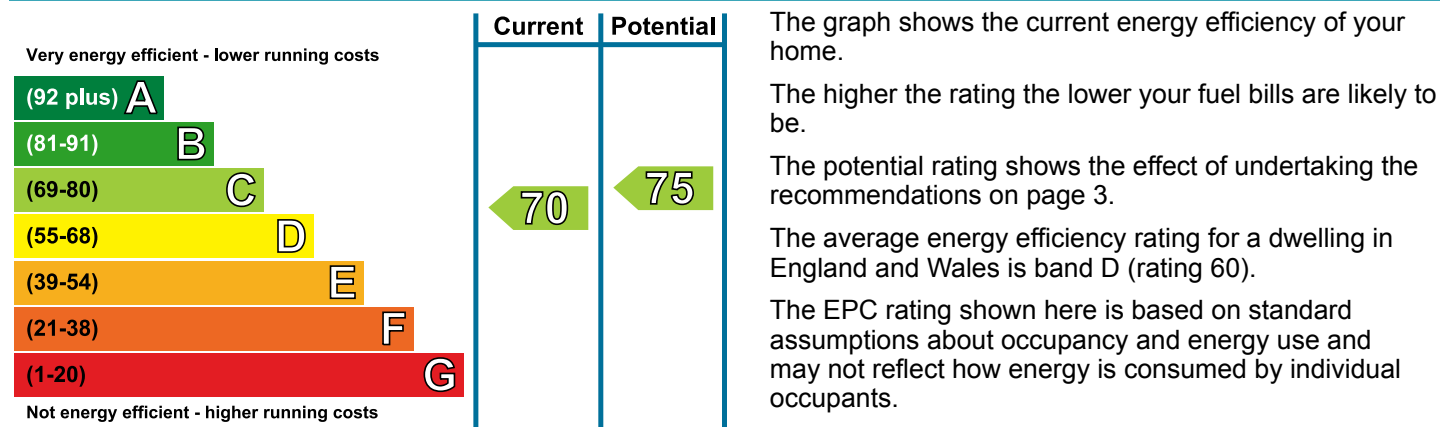 Current Potential
Very energy efficient - lower running costs
(92 plus) A
(81-91) B
(69-80) C
(55-68) D
(39-54) E
(21-38) F
(1-20) G
Not energy efficient - higher running costs
70
75
The graph shows the current energy efficiency of your
home.
The higher the rating the lower your fuel bills are likely to
be.
The potential rating shows the effect of undertaking the
recommendations on page 3.
The average energy efficiency rating for a dwelling in
England and Wales is band D (rating 60).
The EPC rating shown here is based on standard
assumptions about occupancy and energy use and
may not reflect how energy is consumed by individual
occupants.